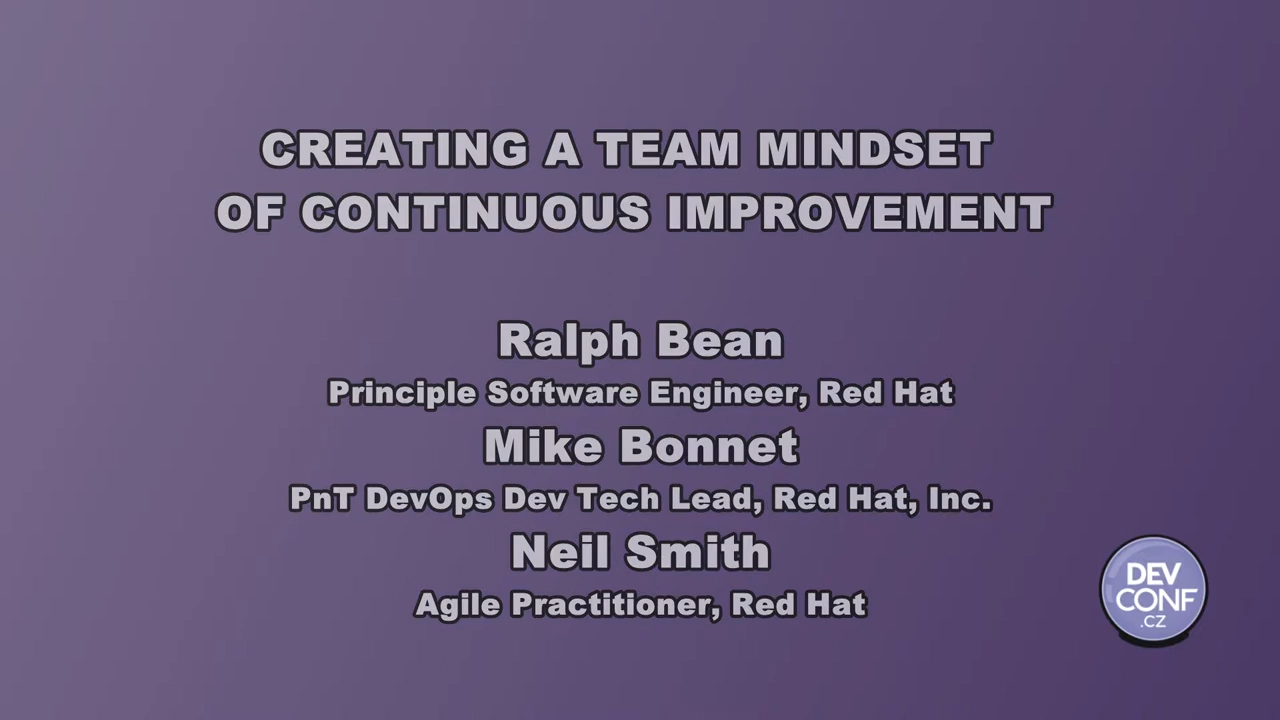 CREATING A TEAM MINDSET
OF CONTINUOUS IMPROVEMENT
Ralph Bean
Principle Software Engineer, Red Hat
Mike Bonnet
PnT DevOps Dev Tech Lead, Red Hat, Inc.
Neil Smith
Agile Practitioner, Red Hat
DEV
CONF
.CZ